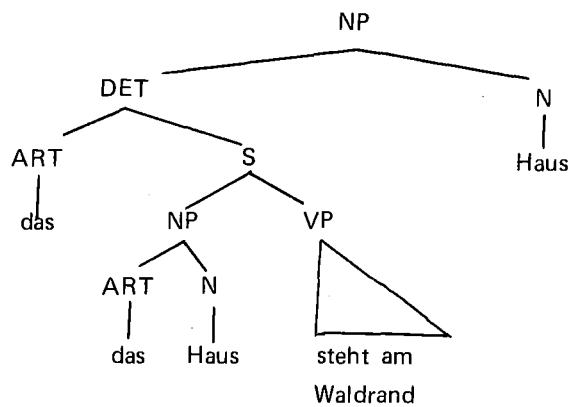 NP
DET N
ART S Haus
das NP VP
ART N
das Haus steht am
Waldrand